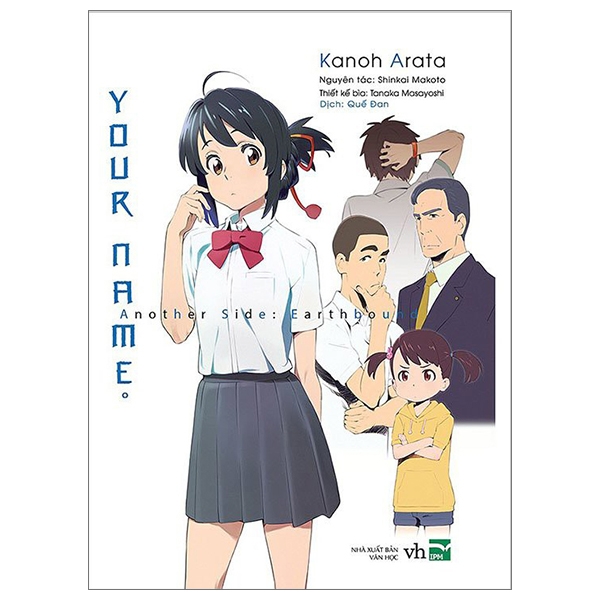 Kanoh Arata
Nguyên tác: Shinkai Makoto
Thiết kế bìa: Tanaka Masayoshi
Dịch: Quế Đan
YOUR NAME.
Another Side: Earthbound
NHÀ XUẤT BẢN
VĂN HỌC
vh
IPM